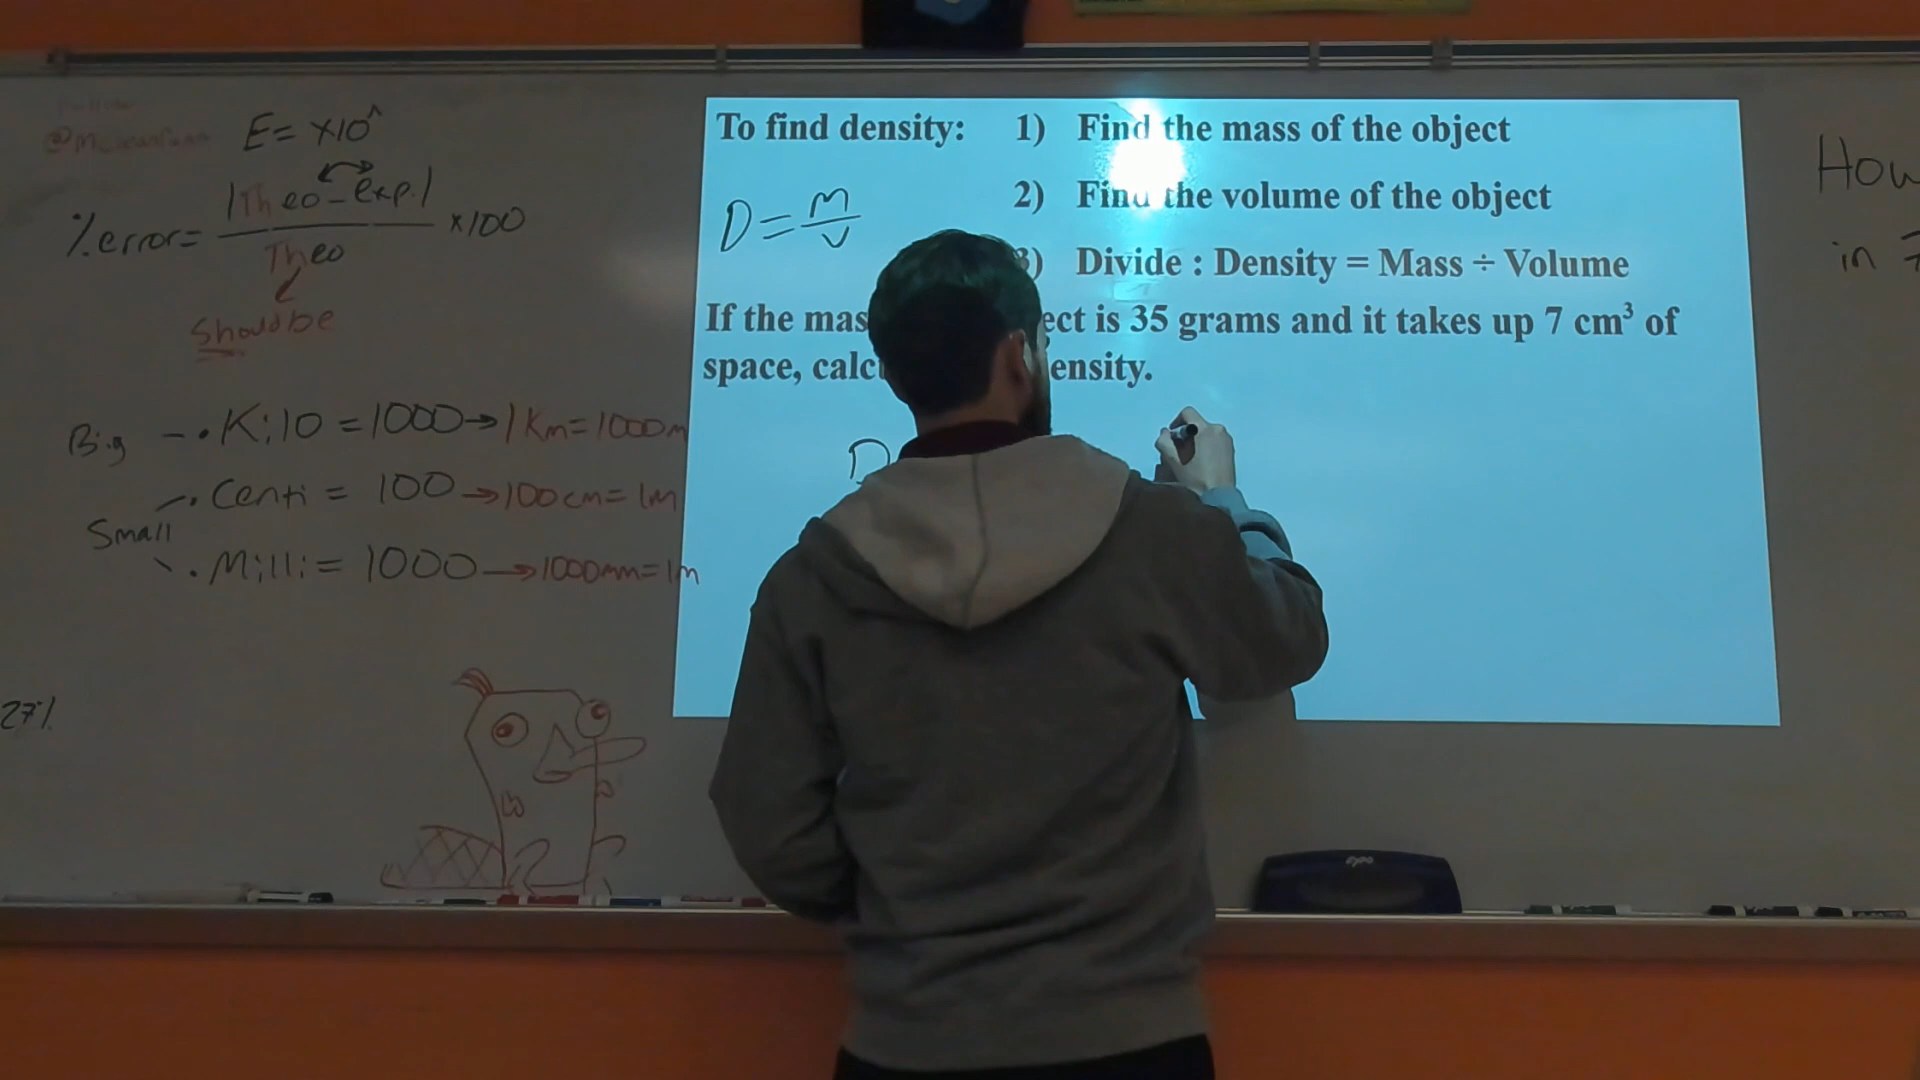 E = x10^
%error = |Theo - exp.| / Theo x100
Should be
Big - · Kilo = 1000 → 1 Km = 1000m
· Centi = 100 → 100cm = 1m
Small
· Milli = 1000 → 1000mm = 1m
27%
To find density: 1) Find the mass of the object
2) Find the volume of the object
D = M/V
3) Divide : Density = Mass ÷ Volume
If the mas ect is 35 grams and it takes up 7 cm³ of
space, calc ensity.
D
How
in
expo